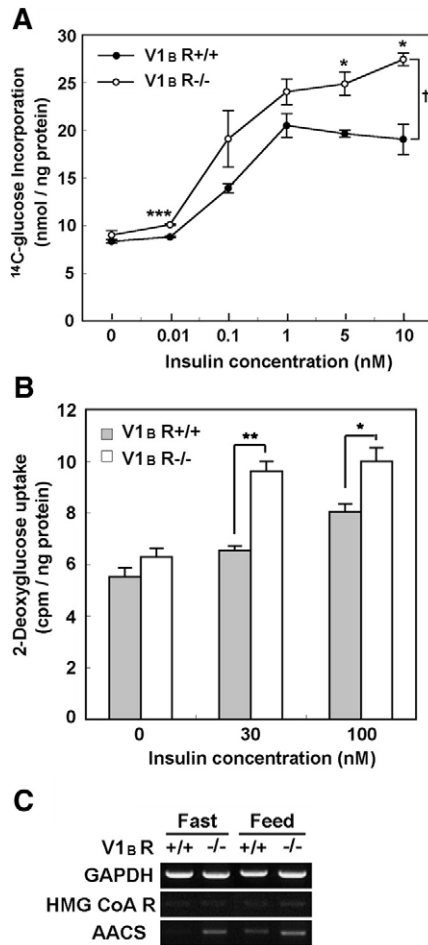 A
V1B R+/+
V1B R-/-
30
25
20
15
10
5
0
14C-glucose Incorporation
(nmol / ng protein)
***
*
*
†
0 0.01 0.1 1 5 10
Insulin concentration (nM)
B
V1B R+/+
V1B R-/-
12
10
8
6
4
2
0
2-Deoxyglucose uptake
(cpm / ng protein)
**
*
0 30 100
Insulin concentration (nM)
C
Fast Feed
V1B R +/+ -/- +/+ -/-
GAPDH
HMG CoA R
AACS